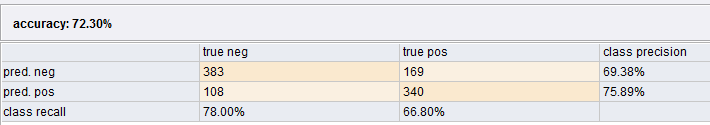 accuracy: 72.30%
true neg true pos class precision
pred. neg 383 169 69.38%
pred. pos 108 340 75.89%
class recall 78.00% 66.80%